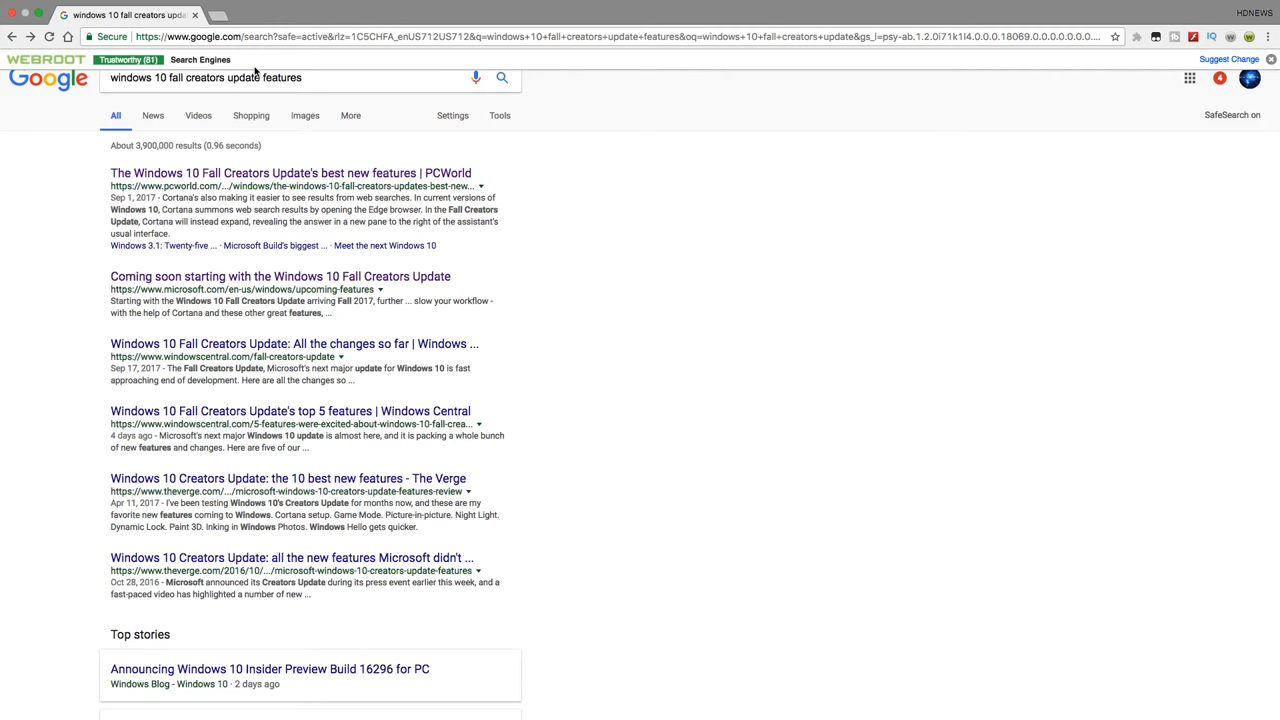 windows 10 fall creators upda
HDNEWS
Secure https://www.google.com/search?safe=active&rlz=1C5CHFA_enUS712US712&q=windows+10+fall+creators+update+features&oq=windows+10+fall+creators+update&gs_l=psy-ab.1.2.0i71k1l4.0.0.0.18069.0.0.0.0.0.0.0.0...
WEBROOT Trustworthy (81) Search Engines Suggest Change
Google windows 10 fall creators update features 4
All News Videos Shopping Images More Settings Tools SafeSearch on
About 3,900,000 results (0.96 seconds)
The Windows 10 Fall Creators Update's best new features | PCWorld
https://www.pcworld.com/.../windows/the-windows-10-fall-creators-updates-best-new...
Sep 1, 2017 - Cortana's also making it easier to see results from web searches. In current versions of
Windows 10, Cortana summons web search results by opening the Edge browser. In the Fall Creators
Update, Cortana will instead expand, revealing the answer in a new pane to the right of the assistant's
usual interface.
Windows 3.1: Twenty-five ... · Microsoft Build's biggest ... · Meet the next Windows 10
Coming soon starting with the Windows 10 Fall Creators Update
https://www.microsoft.com/en-us/windows/upcoming-features
Starting with the Windows 10 Fall Creators Update arriving Fall 2017, further ... slow your workflow -
with the help of Cortana and these other great features, ...
Windows 10 Fall Creators Update: All the changes so far | Windows ...
https://www.windowscentral.com/fall-creators-update
Sep 17, 2017 - The Fall Creators Update, Microsoft's next major update for Windows 10 is fast
approaching end of development. Here are all the changes so ...
Windows 10 Fall Creators Update's top 5 features | Windows Central
https://www.windowscentral.com/5-features-were-excited-about-windows-10-fall-crea...
4 days ago - Microsoft's next major Windows 10 update is almost here, and it is packing a whole bunch
of new features and changes. Here are five of our ...
Windows 10 Creators Update: the 10 best new features - The Verge
https://www.theverge.com/.../microsoft-windows-10-creators-update-features-review
Apr 11, 2017 - I've been testing Windows 10's Creators Update for months now, and these are my
favorite new features coming to Windows. Cortana setup. Game Mode. Picture-in-picture. Night Light.
Dynamic Lock. Paint 3D. Inking in Windows Photos. Windows Hello gets quicker.
Windows 10 Creators Update: all the new features Microsoft didn't ...
https://www.theverge.com/2016/10/.../microsoft-windows-10-creators-update-features
Oct 28, 2016 - Microsoft announced its Creators Update during its press event earlier this week, and a
fast-paced video has highlighted a number of new ...
Top stories
Announcing Windows 10 Insider Preview Build 16296 for PC
Windows Blog - Windows 10 · 2 days ago